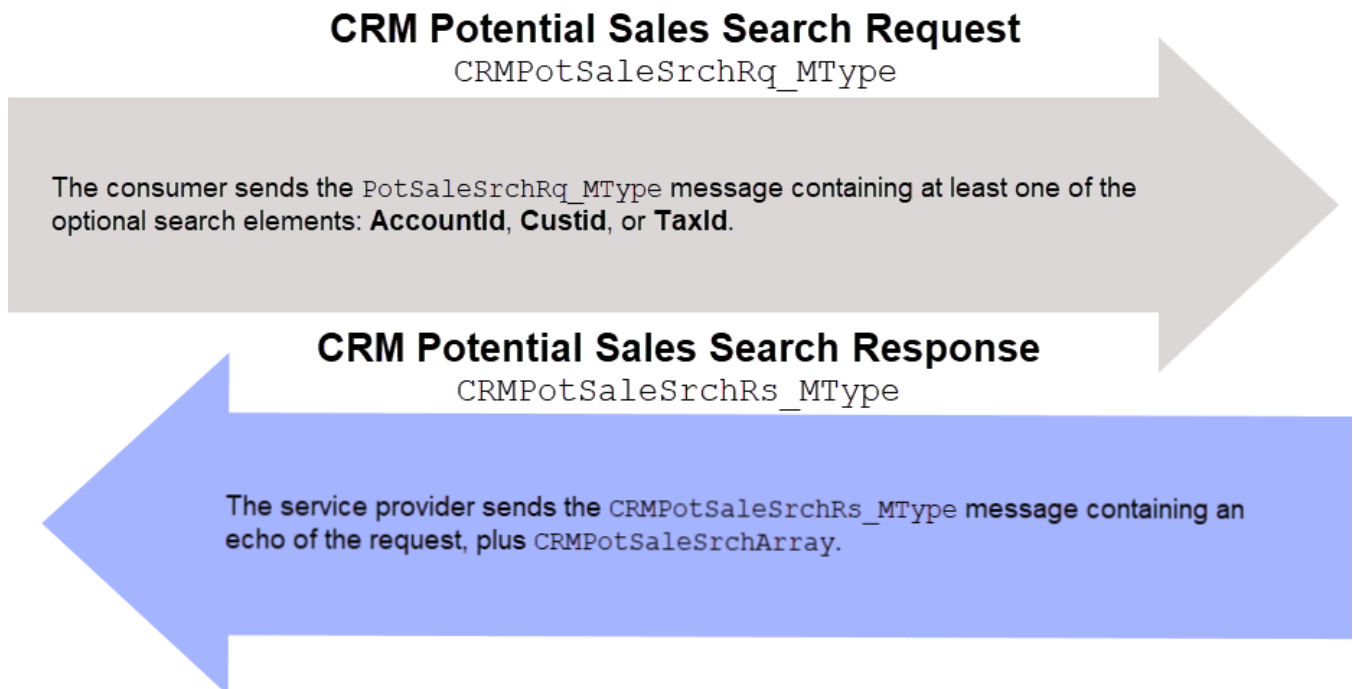 CRM Potential Sales Search Request
CRMPotSaleSrchRq_MType
The consumer sends the PotSaleSrchRq_MType message containing at least one of the
optional search elements: AccountId, Custid, or TaxId.
CRM Potential Sales Search Response
CRMPotSaleSrchRs_MType
The service provider sends the CRMPotSaleSrchRs_MType message containing an
echo of the request, plus CRMPotSaleSrchArray.